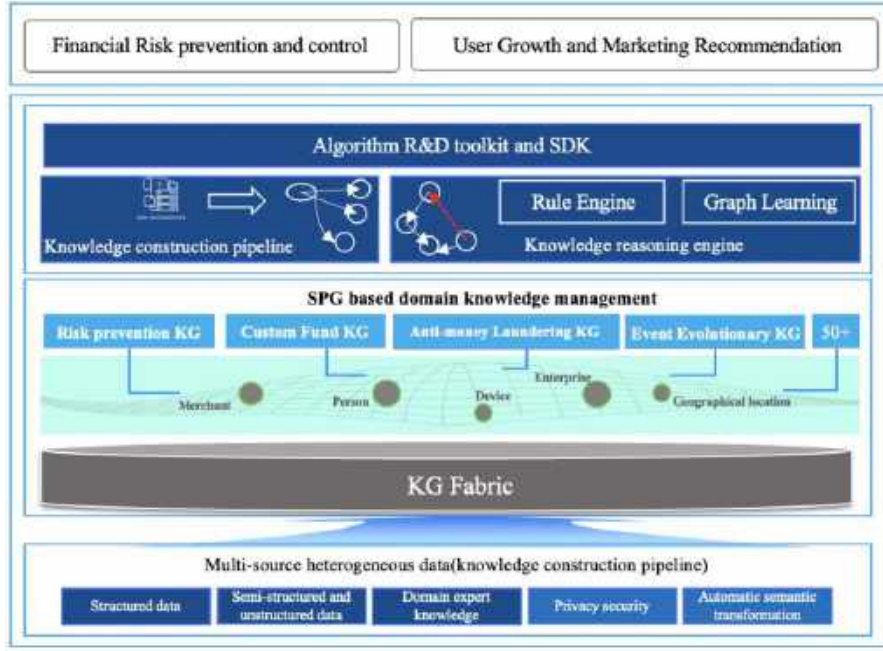 Financial Risk prevention and control
User Growth and Marketing Recommendation
Algorithm R&D toolkit and SDK
Knowledge construction pipeline
Rule Engine
Graph Learning
Knowledge reasoning engine
SPG based domain knowledge management
Risk prevention KG
Custom Fund KG
Anti-money Laundering KG
Event Evolutionary KG
50+
Merchant
Person
Device
Enterprise
Geographical location
KG Fabric
Multi-source heterogeneous data(knowledge construction pipeline)
Structured data
Semi-structured and
unstructured data
Domain expert
knowledge
Privacy security
Automatic semantic
transformation